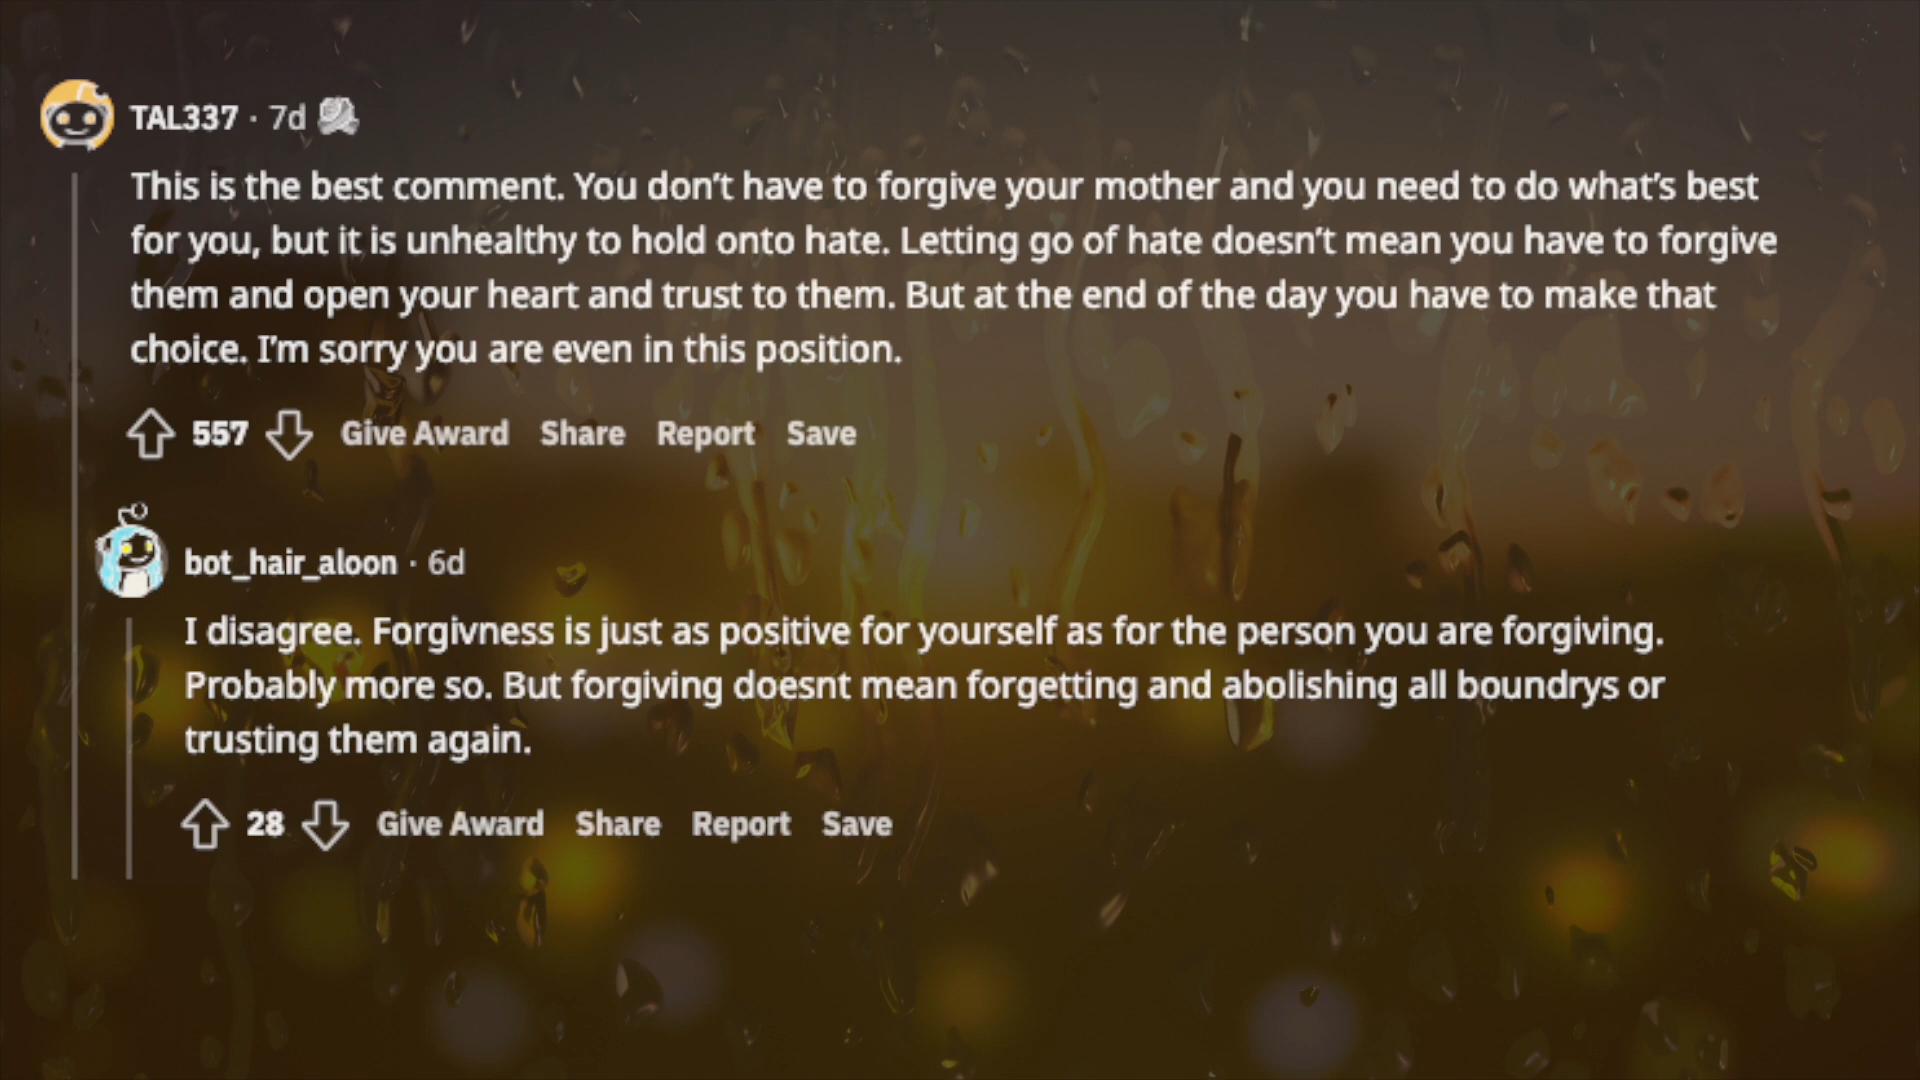 TAL337 · 7d
This is the best comment. You don't have to forgive your mother and you need to do what's best
for you, but it is unhealthy to hold onto hate. Letting go of hate doesn't mean you have to forgive
them and open your heart and trust to them. But at the end of the day you have to make that
choice. I'm sorry you are even in this position.
557 Give Award Share Report Save
bot_hair_aloon · 6d
I disagree. Forgivness is just as positive for yourself as for the person you are forgiving.
Probably more so. But forgiving doesnt mean forgetting and abolishing all boundrys or
trusting them again.
28 Give Award Share Report Save